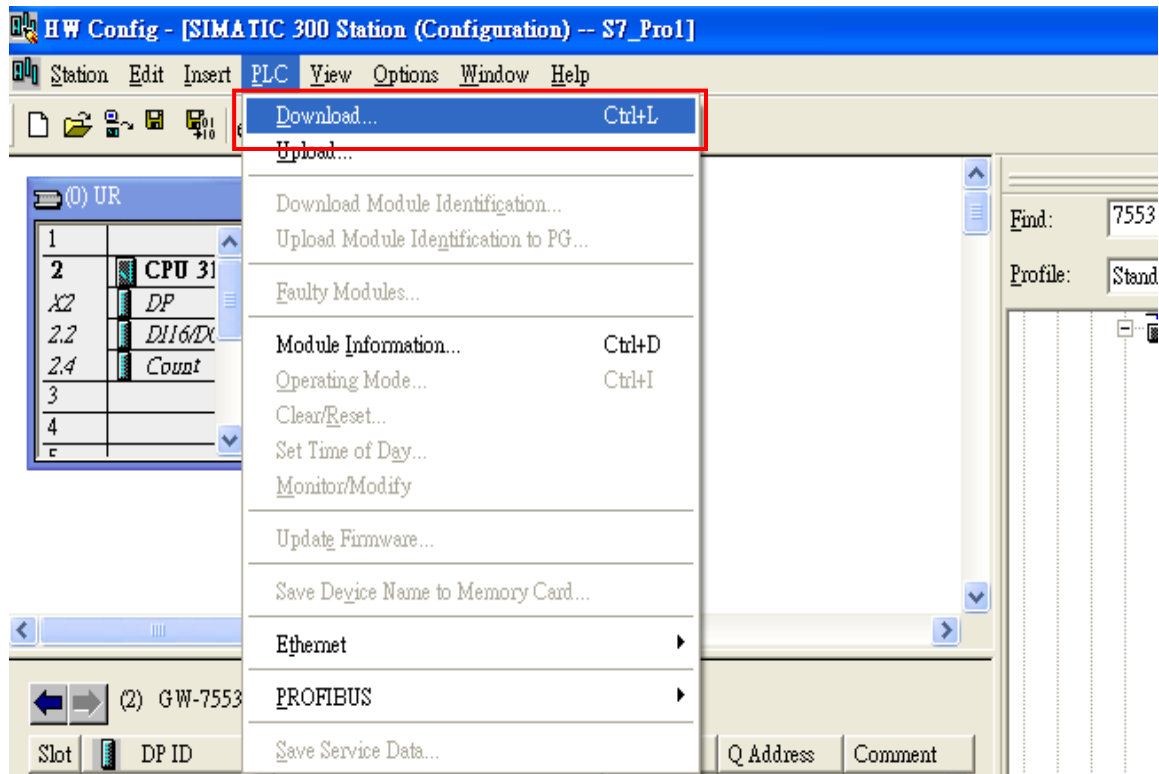 HW Config - [SIMATIC 300 Station (Configuration) -- S7_Pro1]
Station Edit Insert PLC View Options Window Help
Download... Ctrl+L
Upload...
Download Module Identification...
Upload Module Identification to PG...
Faulty Modules...
Module Information... Ctrl+D
Operating Mode... Ctrl+I
Clear/Reset...
Set Time of Day...
Monitor/Modify
Update Firmware...
Save Device Name to Memory Card...
Ethernet
PROFIBUS
Save Service Data...
(0) UR
1
2 CPU 31
X2 DP
2.2 DI16/DO
2.4 Count
3
4
Find: 7553
Profile: Stand
(2) GW-7553
Slot DP ID Q Address Comment